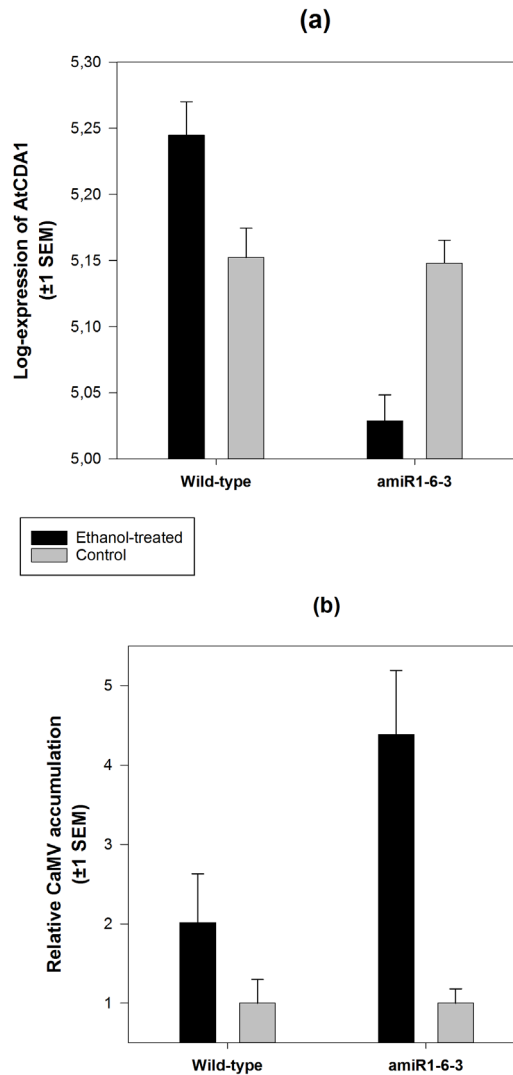 (a)
Log-expression of AtCDA1
(±1 SEM)
5,30
5,25
5,20
5,15
5,10
5,05
5,00
Wild-type
amiR1-6-3
Ethanol-treated
Control
(b)
Relative CaMV accumulation
(±1 SEM)
5
4
3
2
1
Wild-type
amiR1-6-3